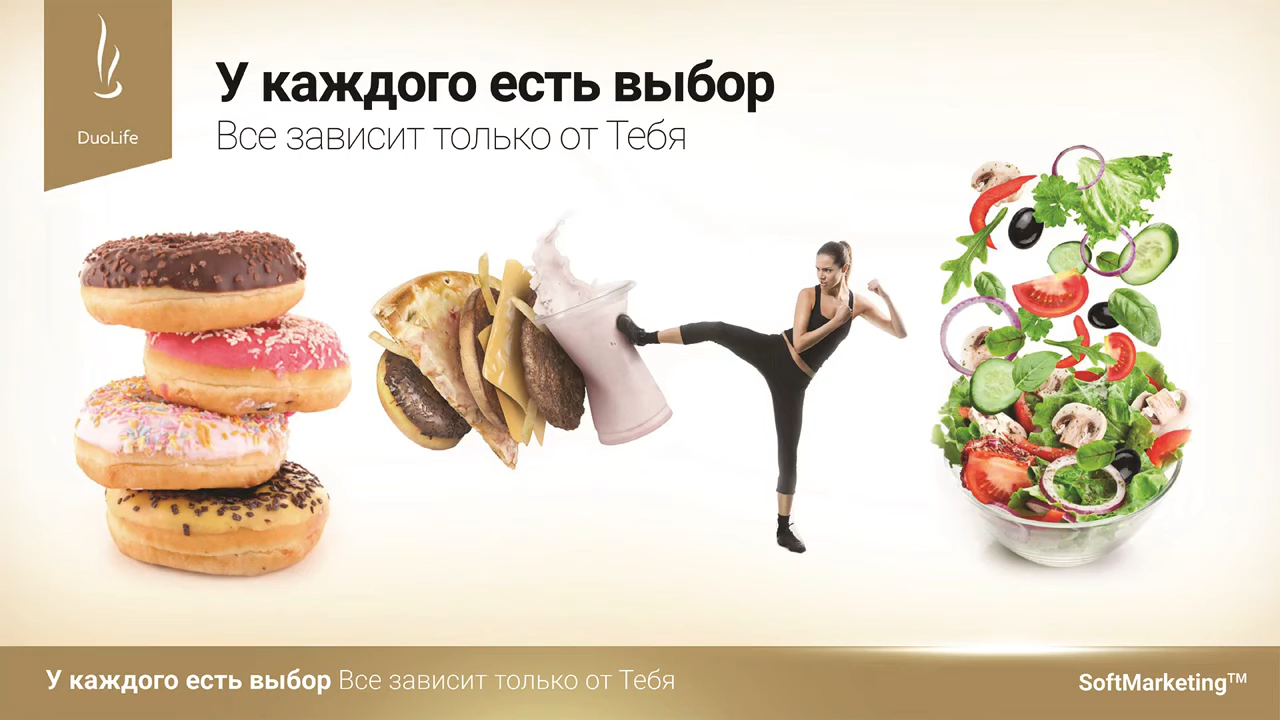 DuoLife
У каждого есть выбор
Все зависит только от Тебя
У каждого есть выбор Все зависит только от Тебя
SoftMarketing™